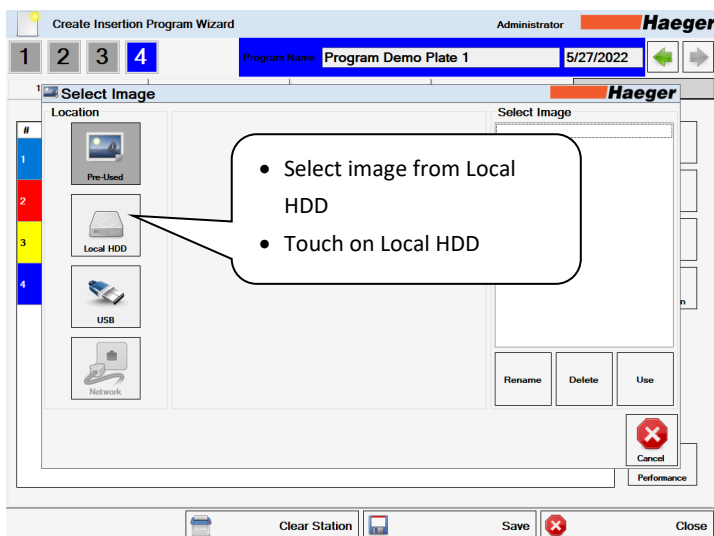 Create Insertion Program Wizard
Administrator
Haeger
1 2 3 4
Program Name
Program Demo Plate 1
5/27/2022
1
Select Image
Haeger
Location
Select Image
#
1
2
3
4
Pre-Used
Local HDD
USB
Network
• Select image from Local
HDD
• Touch on Local HDD
n
Rename
Delete
Use
Cancel
Performance
Clear Station
Save
Close